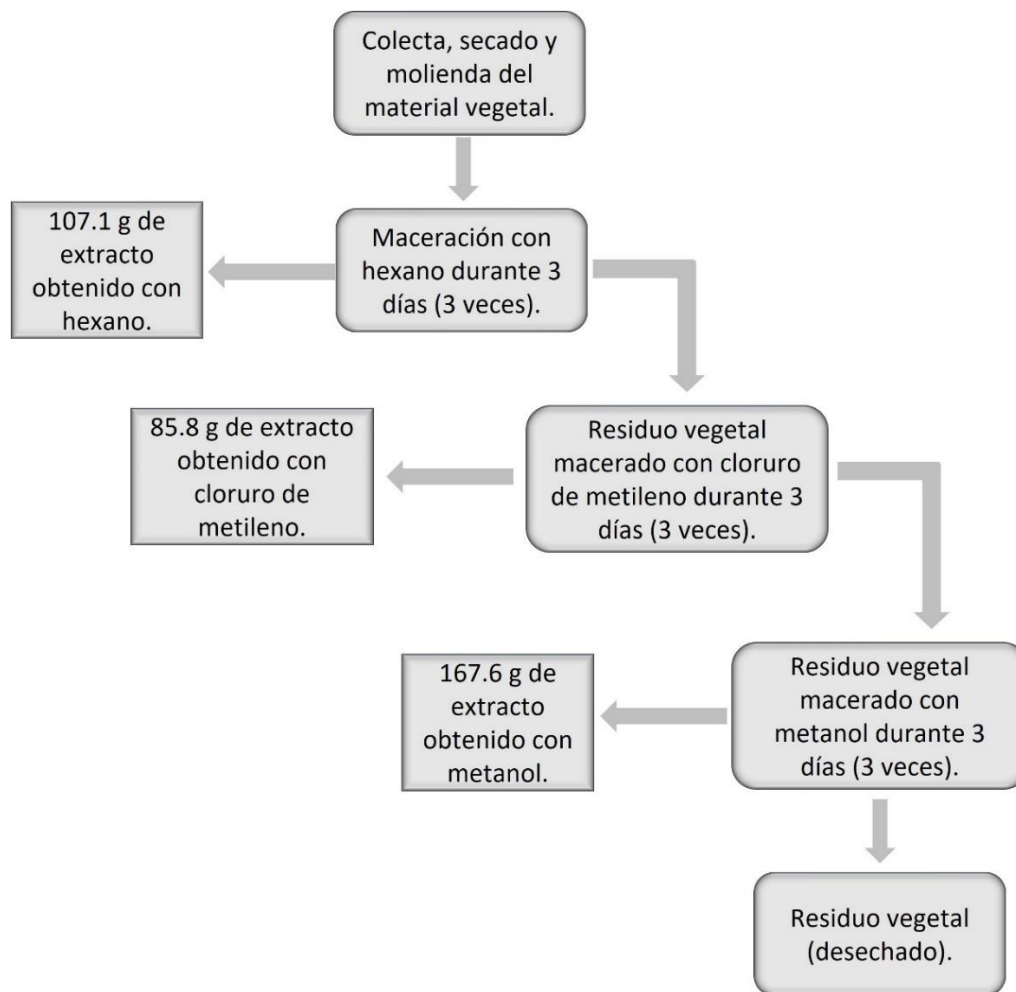 Colecta, secado y
molienda del
material vegetal.
107.1 g de
extracto
obtenido con
hexano.
Maceración con
hexano durante 3
días (3 veces).
85.8 g de extracto
obtenido con
cloruro de
metileno.
Residuo vegetal
macerado con cloruro
de metileno durante 3
días (3 veces).
167.6 g de
extracto
obtenido con
metanol.
Residuo vegetal
macerado con
metanol durante 3
días (3 veces).
Residuo vegetal
(desechado).